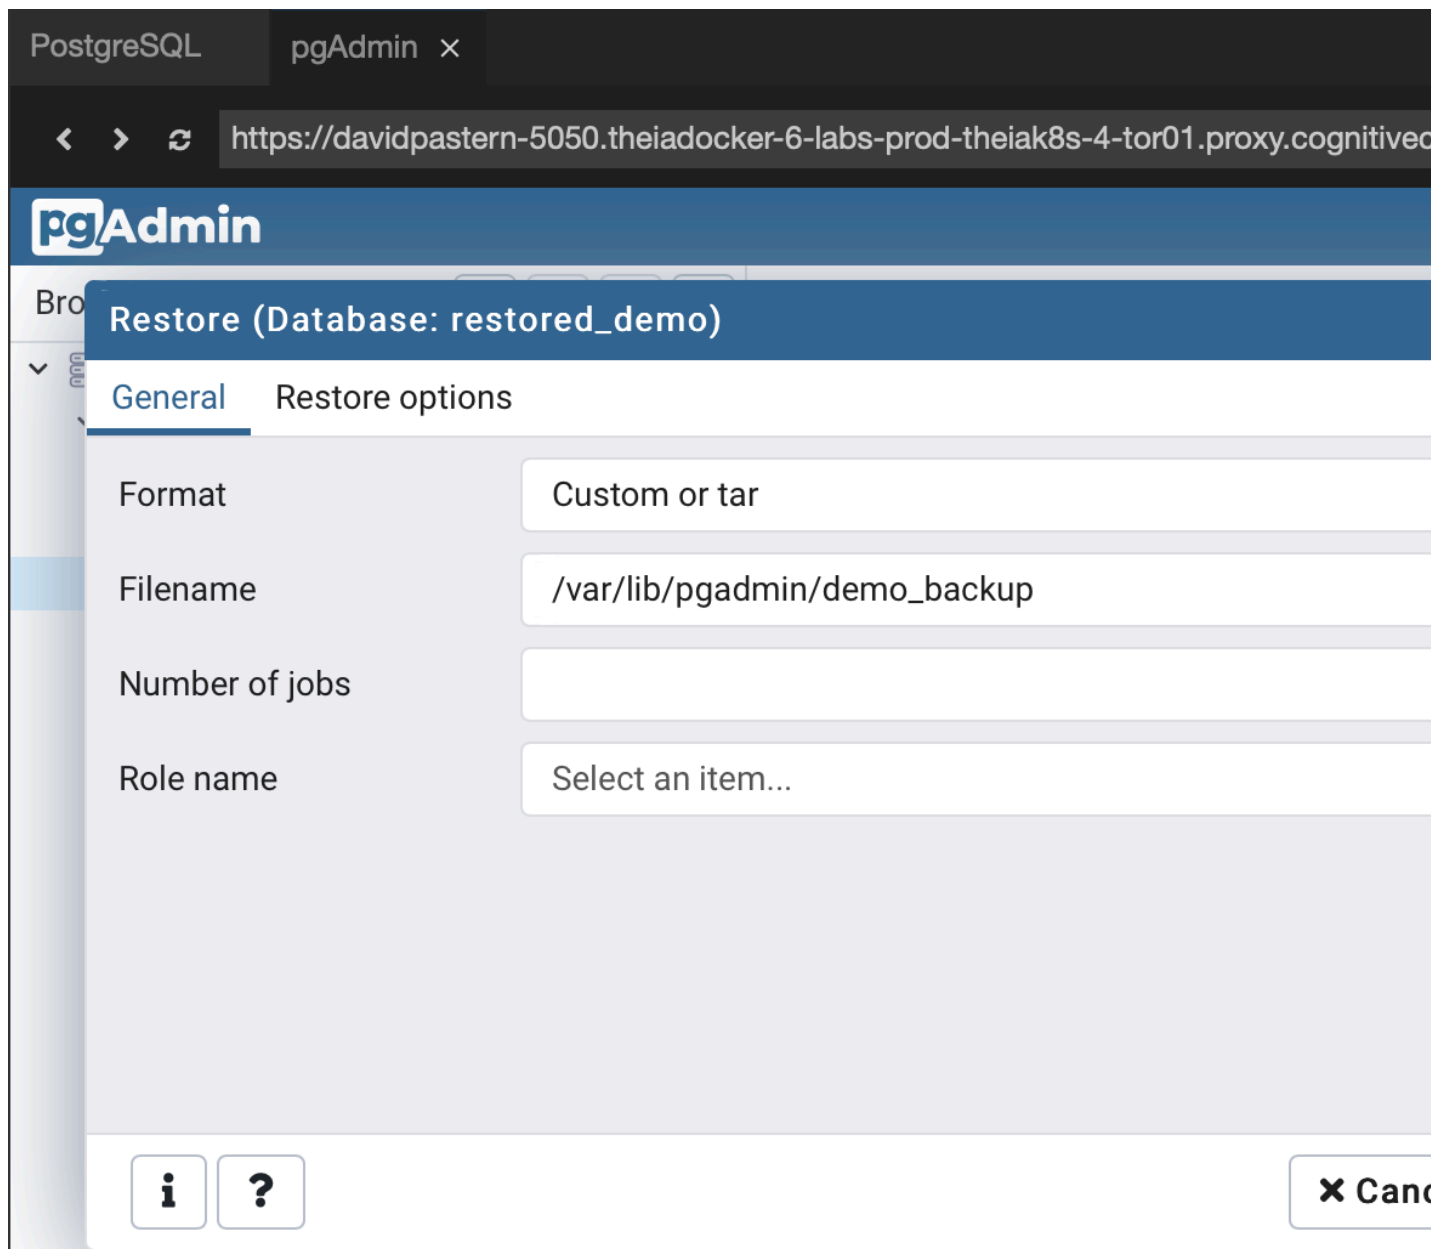 PostgreSQL pgAdmin
https://davidpastern-5050.theiadocker-6-labs-prod-theiak8s-4-tor01.proxy.cognitivec
pgAdmin
Bro
Restore (Database: restored_demo)
General Restore options
Format Custom or tar
Filename /var/lib/pgadmin/demo_backup
Number of jobs
Role name Select an item...
i ? Canc